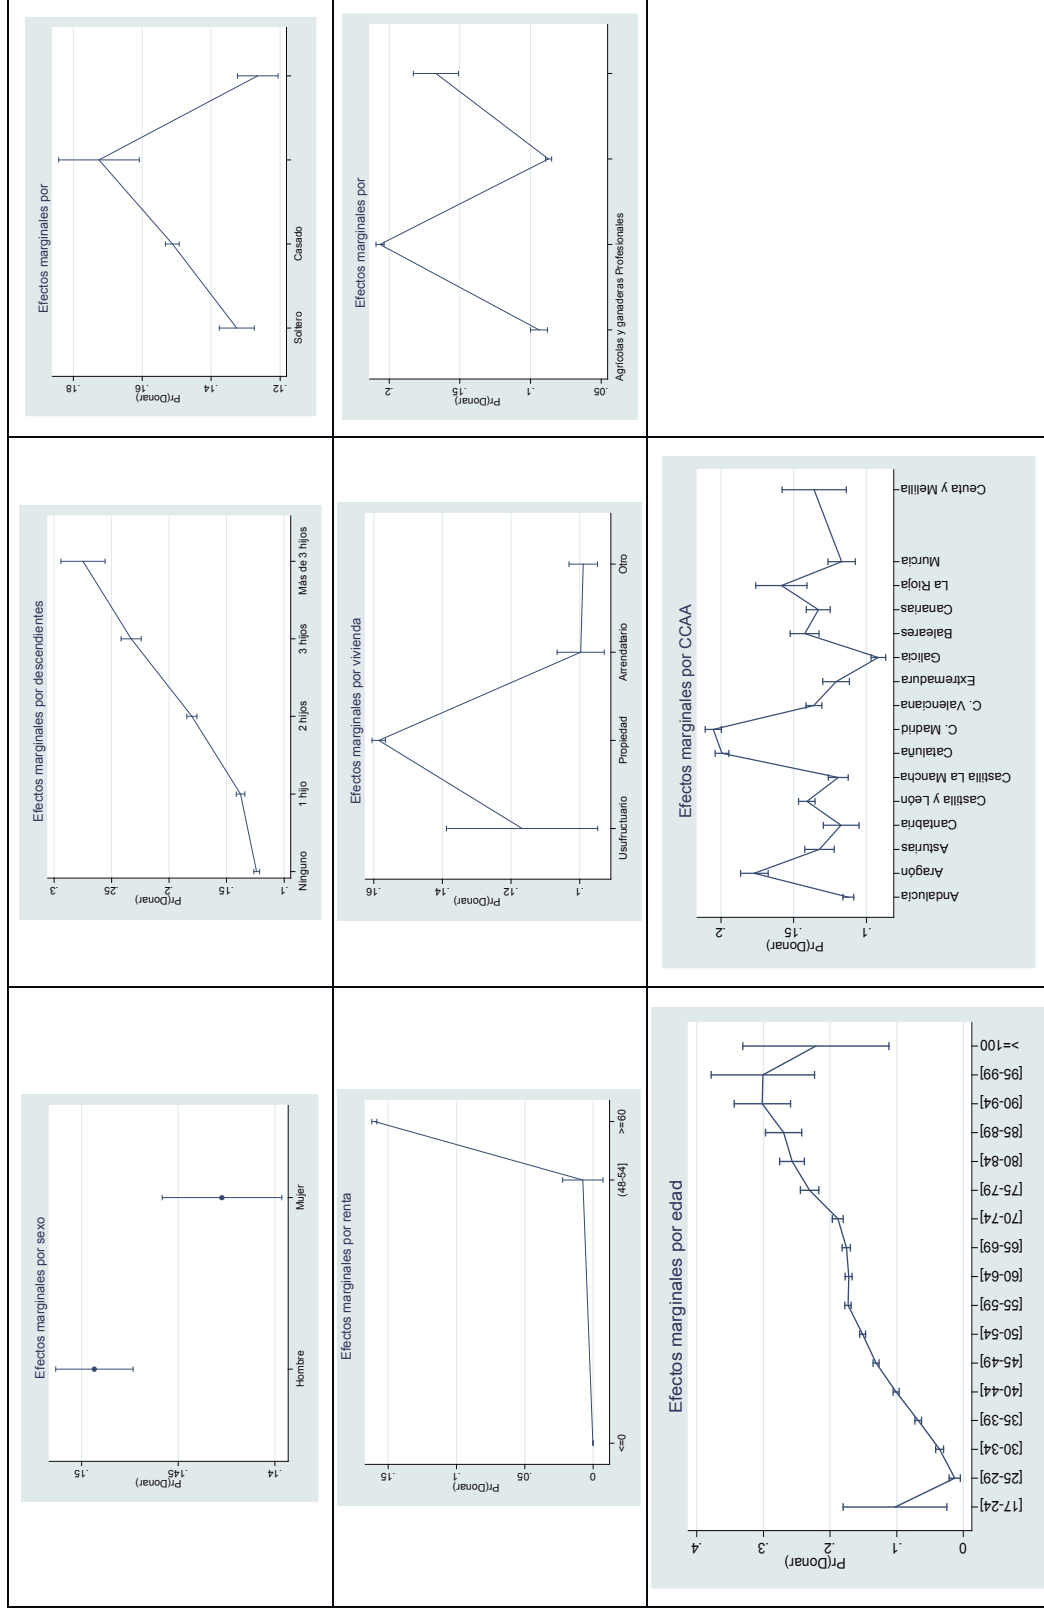 Efectos marginales por sexo
Pr(Donar)
.15
.145
.14
Hombre
Mujer
Efectos marginales por descendientes
Pr(Donar)
.3
.25
.2
.15
.1
Ninguno
1 hijo
2 hijos
3 hijos
Más de 3 hijos
Efectos marginales por
Pr(Donar)
.18
.16
.14
.12
Soltero
Casado
Efectos marginales por renta
Pr(Donar)
.15
.1
.05
0
<=0
(48-54]
>=60
Efectos marginales por vivienda
Pr(Donar)
.16
.14
.12
.1
Usufructuario
Propiedad
Arrendatario
Otro
Efectos marginales por
Pr(Donar)
.2
.15
.1
.05
Agrícolas y ganaderas Profesionales
Efectos marginales por edad
Pr(Donar)
.4
.3
.2
.1
0
[17-24]
[25-29]
[30-34]
[35-39]
[40-44]
[45-49]
[50-54]
[55-59]
[60-64]
[65-69]
[70-74]
[75-79]
[80-84]
[85-89]
[90-94]
[95-99]
>=100
Efectos marginales por CCAA
Pr(Donar)
.2
.15
.1
Andalucía
Aragón
Asturias
Cantabria
Castilla y León
Castilla La Mancha
Cataluña
C. Madrid
C. Valenciana
Extremadura
Galicia
Baleares
Canarias
La Rioja
Murcia
Ceuta y Melilla